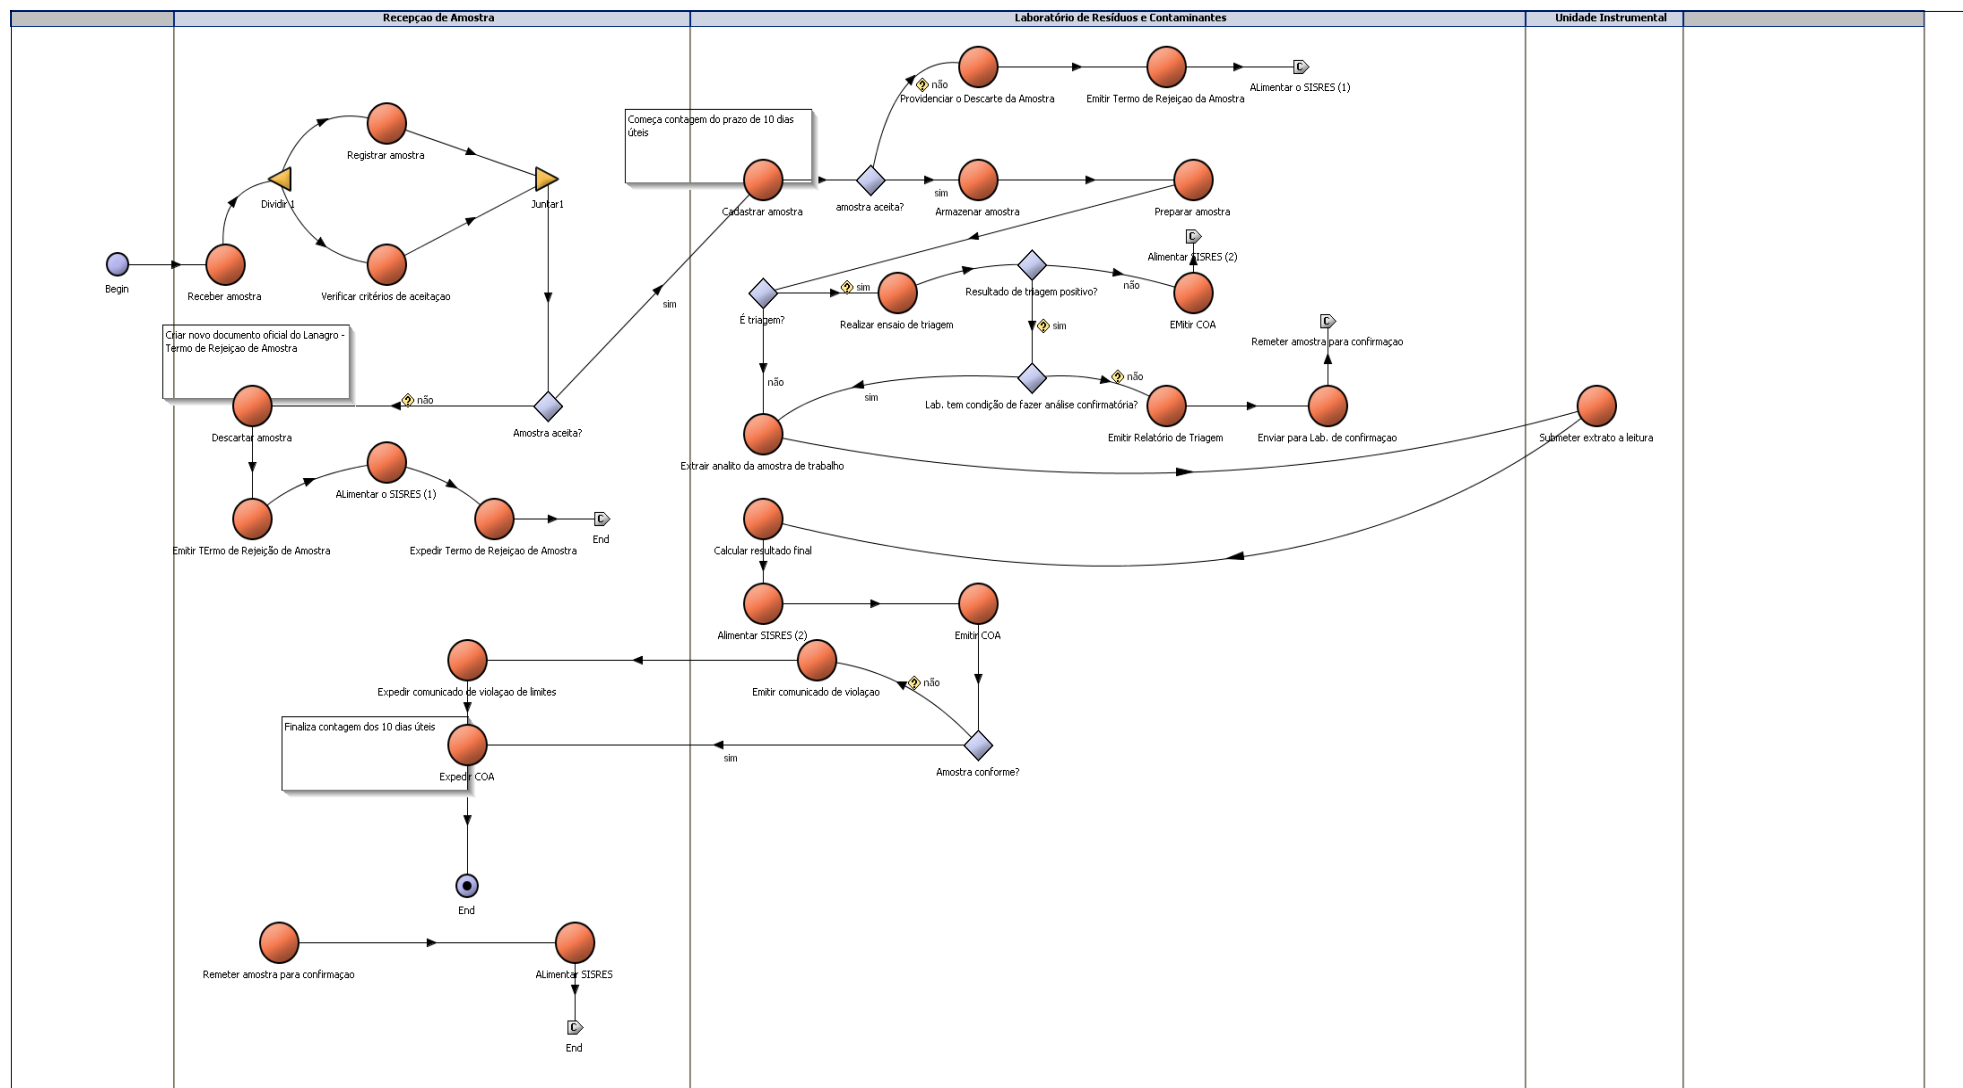 Recepçao de Amostra
Laboratório de Resíduos e Contaminantes
Unidade Instrumental
não
Providenciar o Descarte da Amostra
Emitir Termo de Rejeiçao da Amostra
ALimentar o SISRES (1)
Começa contagem do prazo de 10 dias
úteis
Registrar amostra
Dividir 1
Juntar1
Cadastrar amostra
amostra aceita?
sim
Armazenar amostra
Preparar amostra
Begin
Receber amostra
Verificar critérios de aceitaçao
sim
Alimentar SISRES (2)
É triagem?
sim
Realizar ensaio de triagem
Resultado de triagem positivo?
não
EMitir COA
sim
Criar novo documento oficial do Lanagro -
Termo de Rejeiçao de Amostra
Remeter amostra para confirmaçao
não
não
Descartar amostra
Amostra aceita?
não
sim
Lab. tem condição de fazer análise confirmatória?
Emitir Relatório de Triagem
Enviar para Lab. de confirmaçao
Submeter extrato a leitura
Extrair analito da amostra de trabalho
ALimentar o SISRES (1)
Emitir TErmo de Rejeição de Amostra
Expedir Termo de Rejeiçao de Amostra
End
Calcular resultado final
Alimentar SISRES (2)
Emitir COA
Expedir comunicado de violaçao de limites
Emitir comunicado de violaçao
não
Finaliza contagem dos 10 dias úteis
Expedir COA
sim
Amostra conforme?
End
Remeter amostra para confirmaçao
ALimentar SISRES
End